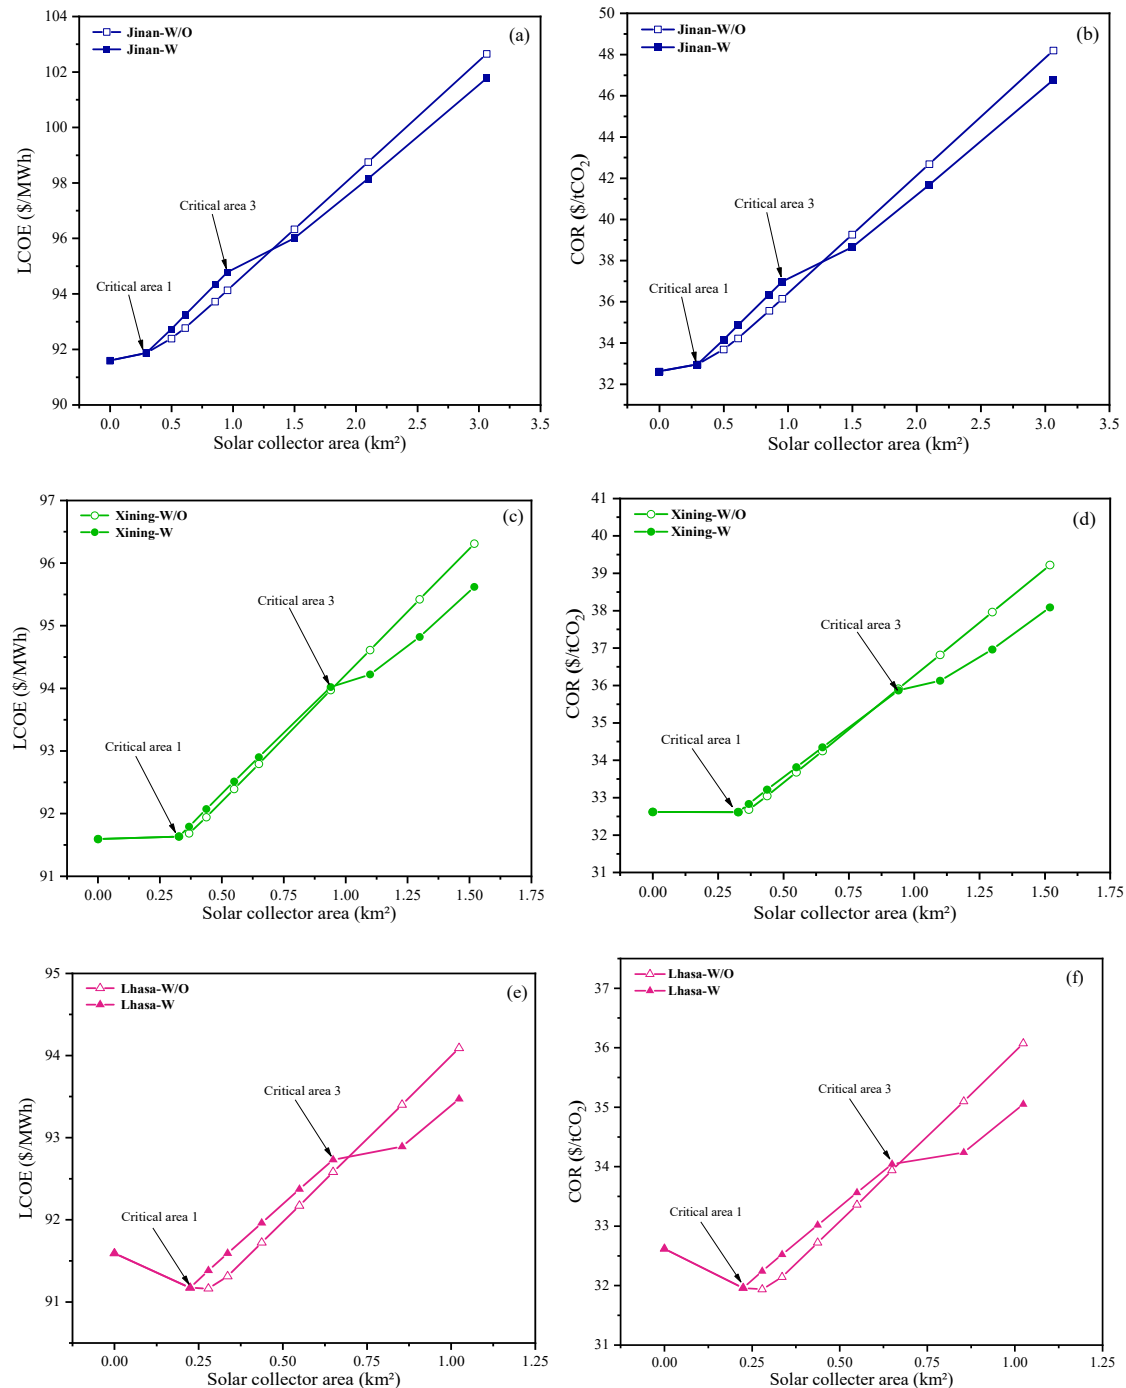 (a)
Jinan-W/O
Jinan-W
Critical area 3
Critical area 1
LCOE ($/MWh)
104
102
100
98
96
94
92
90
0.0 0.5 1.0 1.5 2.0 2.5 3.0 3.5
Solar collector area (km²)
(b)
Jinan-W/O
Jinan-W
Critical area 3
Critical area 1
COR ($/tCO₂)
50
48
46
44
42
40
38
36
34
32
0.0 0.5 1.0 1.5 2.0 2.5 3.0 3.5
Solar collector area (km²)
(c)
Xining-W/O
Xining-W
Critical area 3
Critical area 1
LCOE ($/MWh)
97
96
95
94
93
92
91
0.00 0.25 0.50 0.75 1.00 1.25 1.50 1.75
Solar collector area (km²)
(d)
Xining-W/O
Xining-W
Critical area 3
Critical area 1
COR ($/tCO₂)
41
40
39
38
37
36
35
34
33
32
31
0.00 0.25 0.50 0.75 1.00 1.25 1.50 1.75
Solar collector area (km²)
(e)
Lhasa-W/O
Lhasa-W
Critical area 3
Critical area 1
LCOE ($/MWh)
95
94
93
92
91
0.00 0.25 0.50 0.75 1.00 1.25
Solar collector area (km²)
(f)
Lhasa-W/O
Lhasa-W
Critical area 3
Critical area 1
COR ($/tCO₂)
37
36
35
34
33
32
31
0.00 0.25 0.50 0.75 1.00 1.25
Solar collecter area (km²)